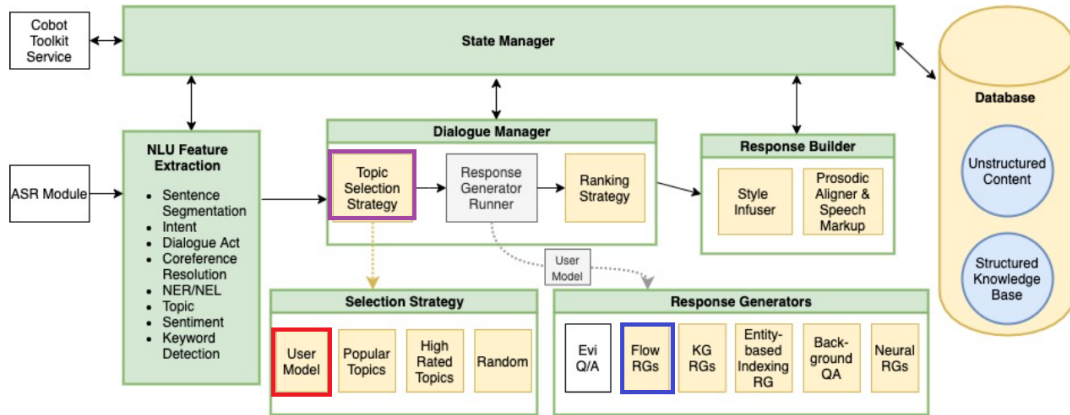 Cobot
Toolkit
Service
State Manager
Database
Unstructured
Content
Structured
Knowledge
Base
ASR Module
NLU Feature
Extraction
• Sentence
Segmentation
• Intent
• Dialogue Act
• Coreference
Resolution
• NER/NEL
• Topic
• Sentiment
• Keyword
Detection
Dialogue Manager
Topic
Selection
Strategy
Response
Generator
Runner
Ranking
Strategy
Response Builder
Style
Infuser
Prosodic
Aligner &
Speech
Markup
User
Model
Selection Strategy
User
Model
Popular
Topics
High
Rated
Topics
Random
Response Generators
Evi
Q/A
Flow
RGs
KG
RGs
Entity-
based
Indexing
RG
Back-
ground
QA
Neural
RGs